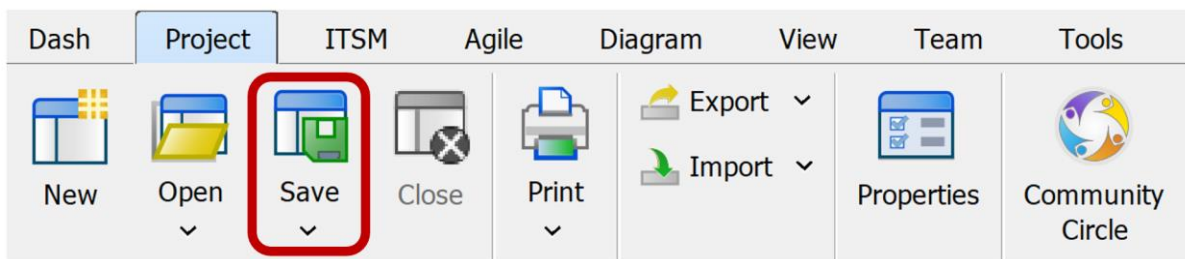 Dash Project ITSM Agile Diagram View Team Tools
Export
Import
New Open Save Close Print Properties Community
Circle